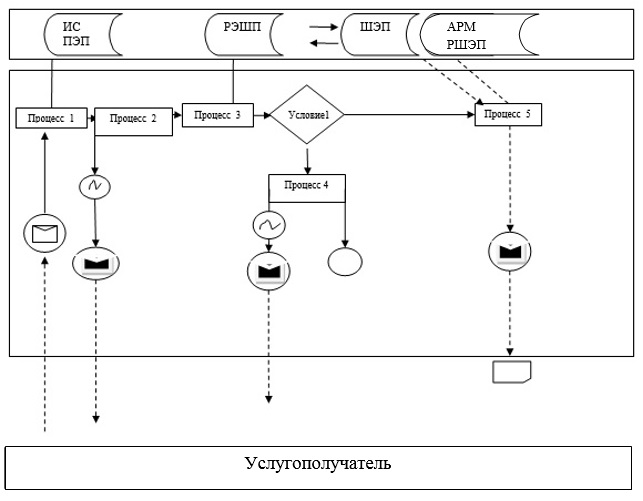 ИС
ПЭП
РЭШП
ШЭП
АРМ
РШЭП
Процесс 1
Процесс 2
Процесс 3
Условие1
Процесс 5
Процесс 4
Услугополучатель